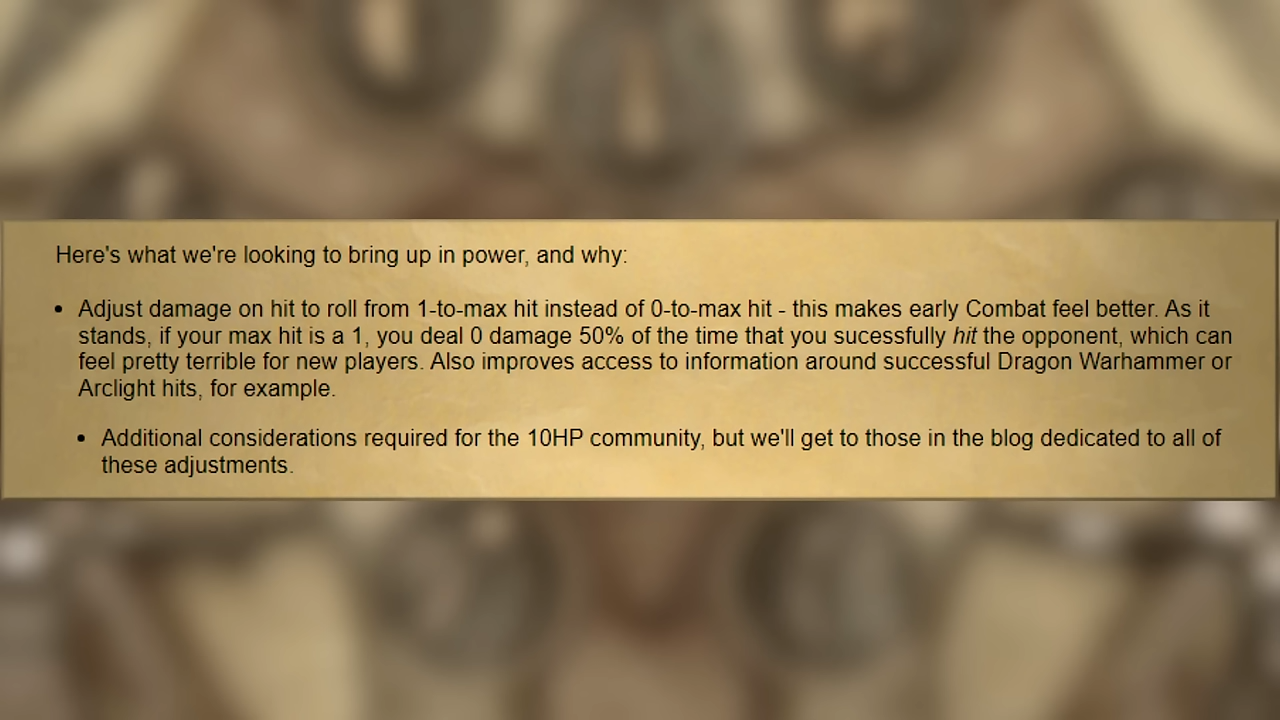 Here's what we're looking to bring up in power, and why:
• Adjust damage on hit to roll from 1-to-max hit instead of 0-to-max hit - this makes early Combat feel better. As it
stands, if your max hit is a 1, you deal 0 damage 50% of the time that you sucessfully hit the opponent, which can
feel pretty terrible for new players. Also improves access to information around successful Dragon Warhammer or
Arclight hits, for example.
• Additional considerations required for the 10HP community, but we'll get to those in the blog dedicated to all of
these adjustments.